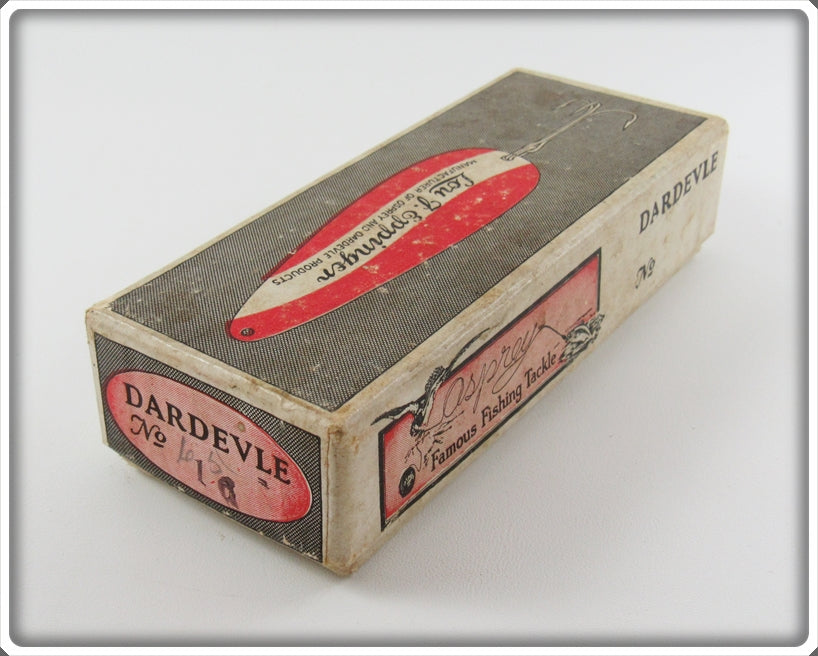 Lou J. Eppinger
MANUFACTURER OF OSPREY AND DARDEVLE PRODUCTS
DARDEVLE
No
Osprey
Famous Fishing Tackle
DARDEVLE
No